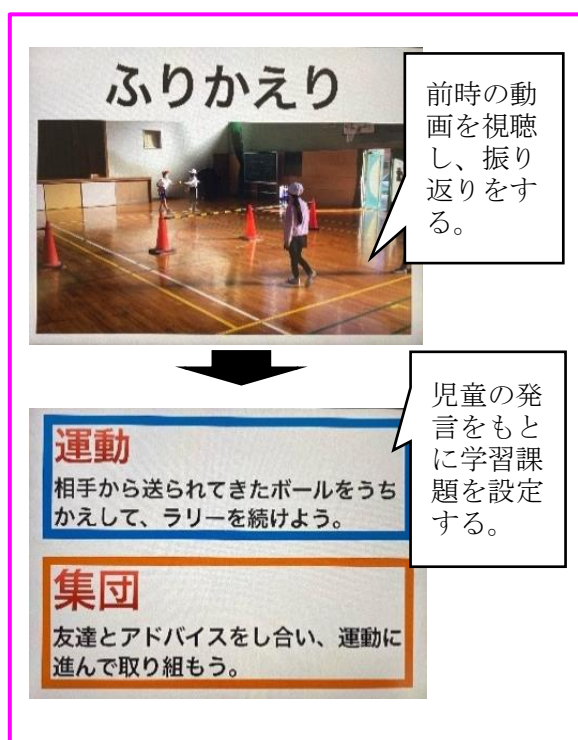 ふりかえり
前時の動
画を視聴
し、振り
返りをす
る。
児童の発
言をもと
に学習課
題を設定
する。
運動
相手から送られてきたボールをうち
かえして、ラリーを続けよう。
集団
友達とアドバイスをし合い、運動に
進んで取り組もう。